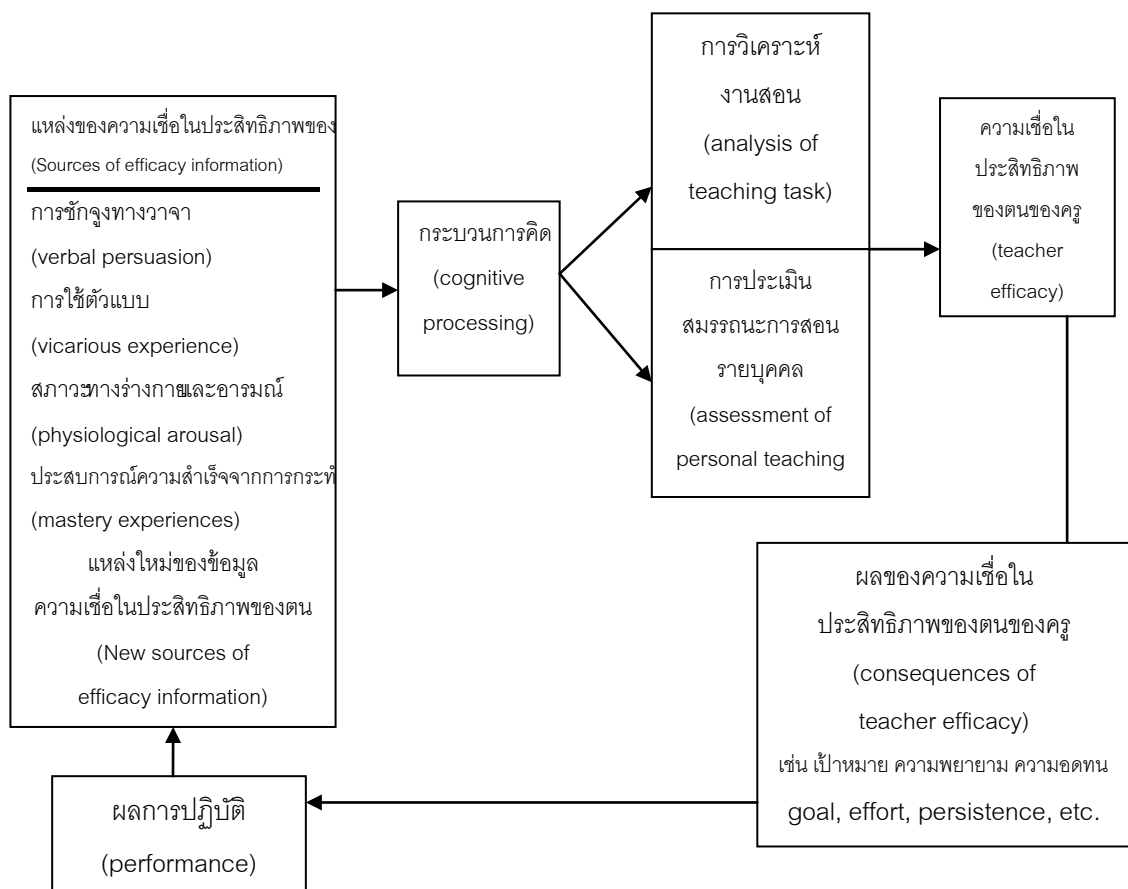 แหล่งของความเชื่อในประสิทธิภาพของ
(Sources of efficacy information)
การชักจูงทางวาจา
(verbal persuasion)
การใช้ตัวแบบ
(vicarious experience)
สภาวะทางร่างกายและอารมณ์
(physiological arousal)
ประสบการณ์ความสำเร็จจากการกระทำ
(mastery experiences)
แหล่งใหม่ของข้อมูล
ความเชื่อในประสิทธิภาพของตน
(New sources of
efficacy information)
กระบวนการคิด
(cognitive
processing)
การวิเคราะห์
งานสอน
(analysis of
teaching task)
การประเมิน
สมรรถนะการสอน
รายบุคคล
(assessment of
personal teaching
ความเชื่อใน
ประสิทธิภาพ
ของตนของครู
(teacher
efficacy)
ผลของความเชื่อใน
ประสิทธิภาพของตนของครู
(consequences of
teacher efficacy)
เช่น เป้าหมาย ความพยายาม ความอดทน
goal, effort, persistence, etc.
ผลการปฏิบัติ
(performance)